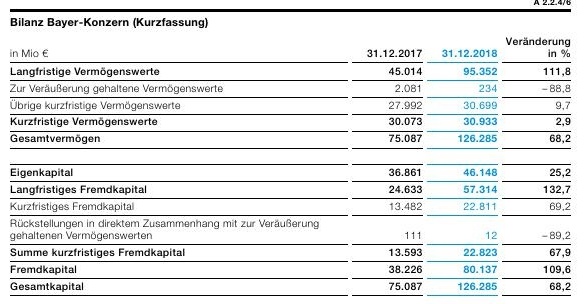 A 2.2.4/6
Bilanz Bayer-Konzern (Kurzfassung)
Veränderung
in Mio € 31.12.2017 31.12.2018 in %
Langfristige Vermögenswerte 45.014 95.352 111,8
Zur Veräußerung gehaltene Vermögenswerte 2.081 234 –88,8
Übrige kurzfristige Vermögenswerte 27.992 30.699 9,7
Kurzfristige Vermögenswerte 30.073 30.933 2,9
Gesamtvermögen 75.087 126.285 68,2
Eigenkapital 36.861 46.148 25,2
Langfristiges Fremdkapital 24.633 57.314 132,7
Kurzfristiges Fremdkapital 13.482 22.811 69,2
Rückstellungen in direktem Zusammenhang mit zur Veräußerung
gehaltenen Vermögenswerten 111 12 –89,2
Summe kurzfristiges Fremdkapital 13.593 22.823 67,9
Fremdkapital 38.226 80.137 109,6
Gesamtkapital 75.087 126.285 68,2